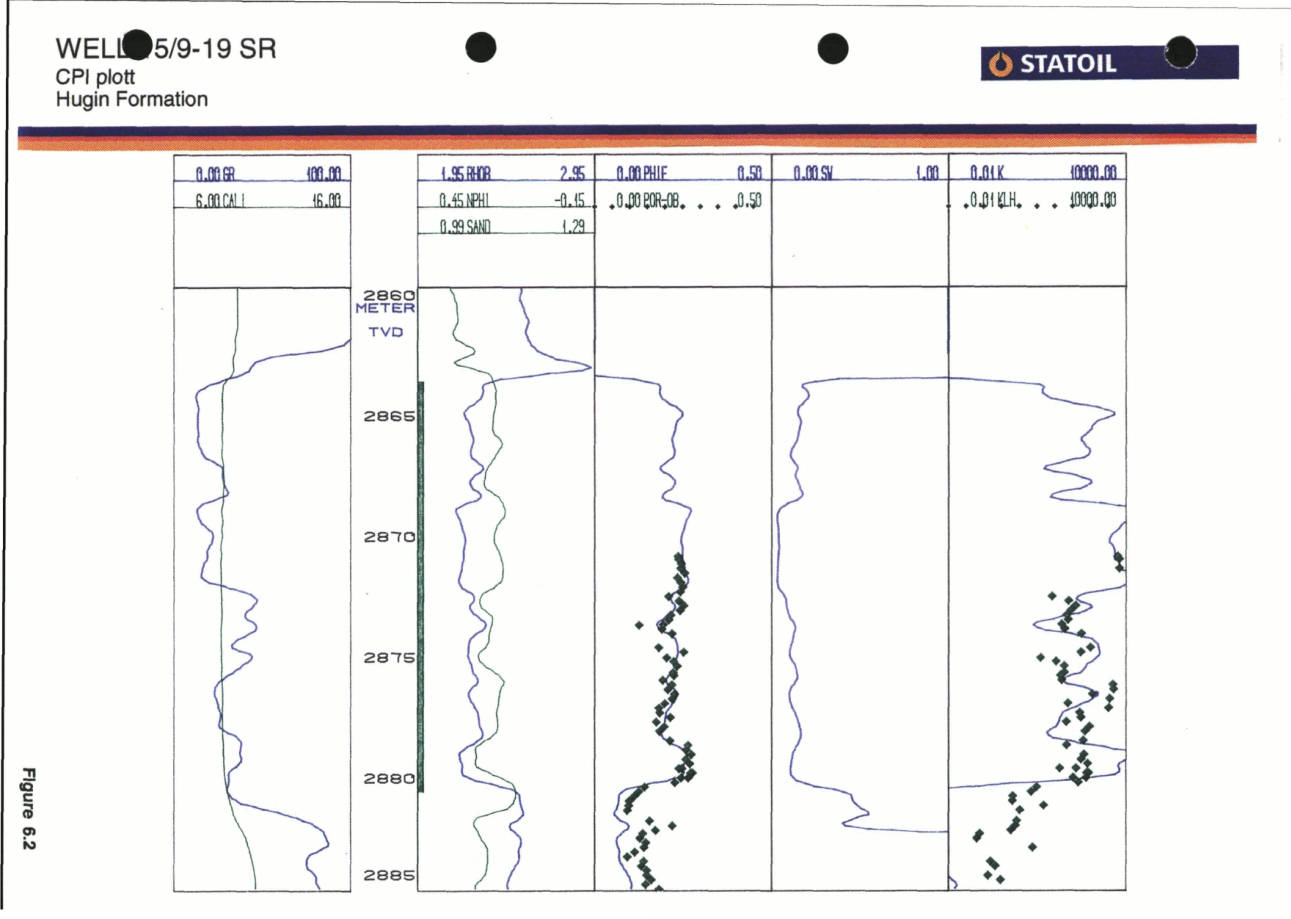 WELL 5/9-19 SR
CPI plott
Hugin Formation
STATOIL
0.00 GR 100.00
6.00 CALI 16.00
1.95 RHOB 2.95
0.45 NPHI -0.15
0.99 SAND 1.29
0.00 PHIF 0.50
0.00 POR-OB 0.50
0.00 SW 1.00
0.01 K 10000.00
0.01 KLH 10000.00
2860
METER
TVD
2865
2870
2875
2880
2885
Figure 6.2